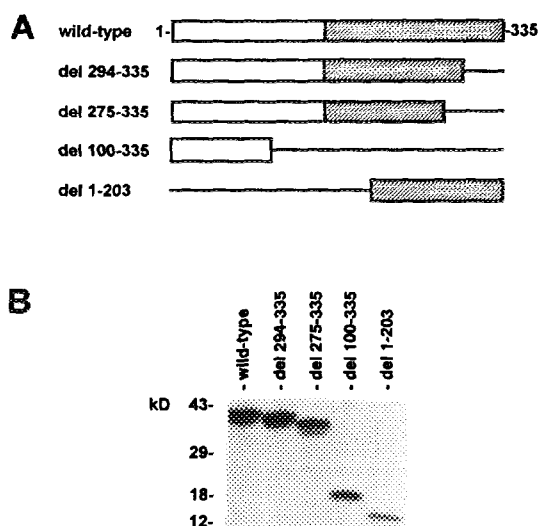 A
wild-type 1- -335
del 294-335
del 275-335
del 100-335
del 1-203
B
- wild-type
- del 294-335
- del 275-335
- del 100-335
- del 1-203
kD 43-
29-
18-
12-